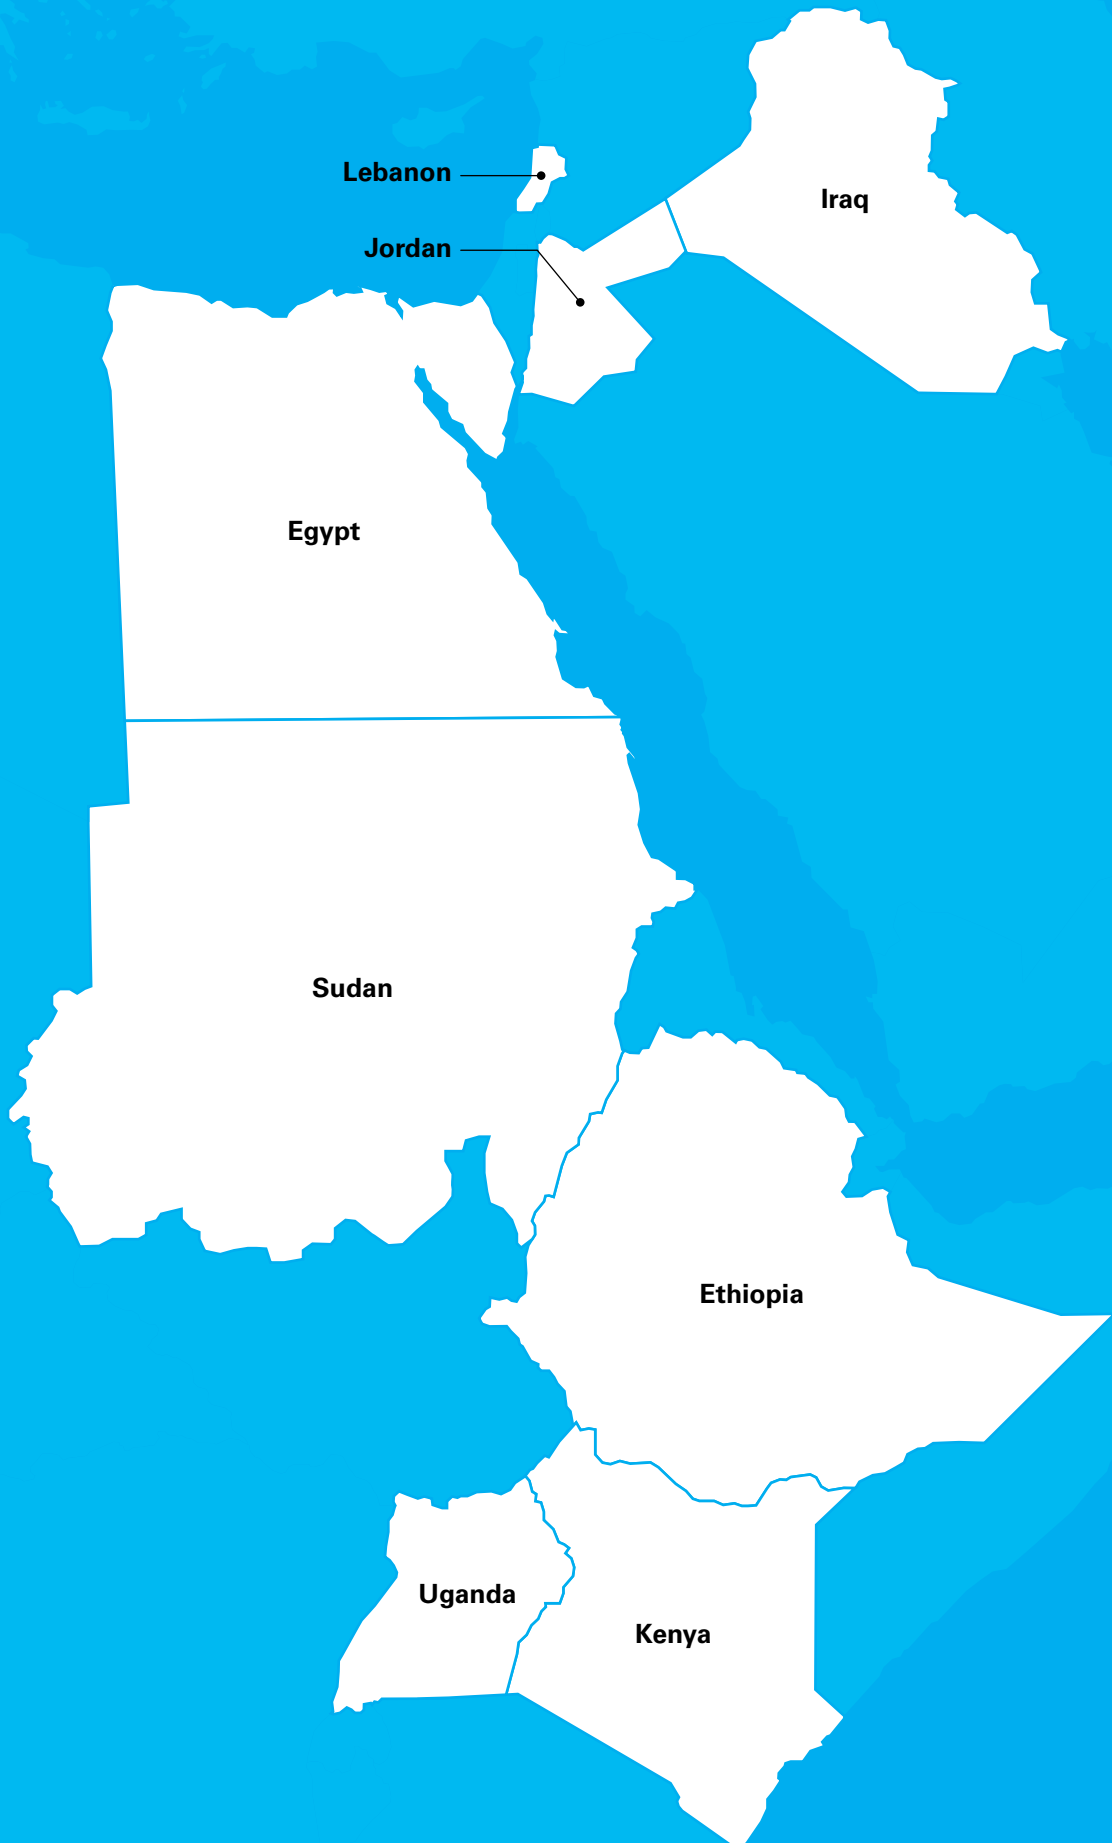 Lebanon
Iraq
Jordan
Egypt
Sudan
Ethiopia
Uganda
Kenya